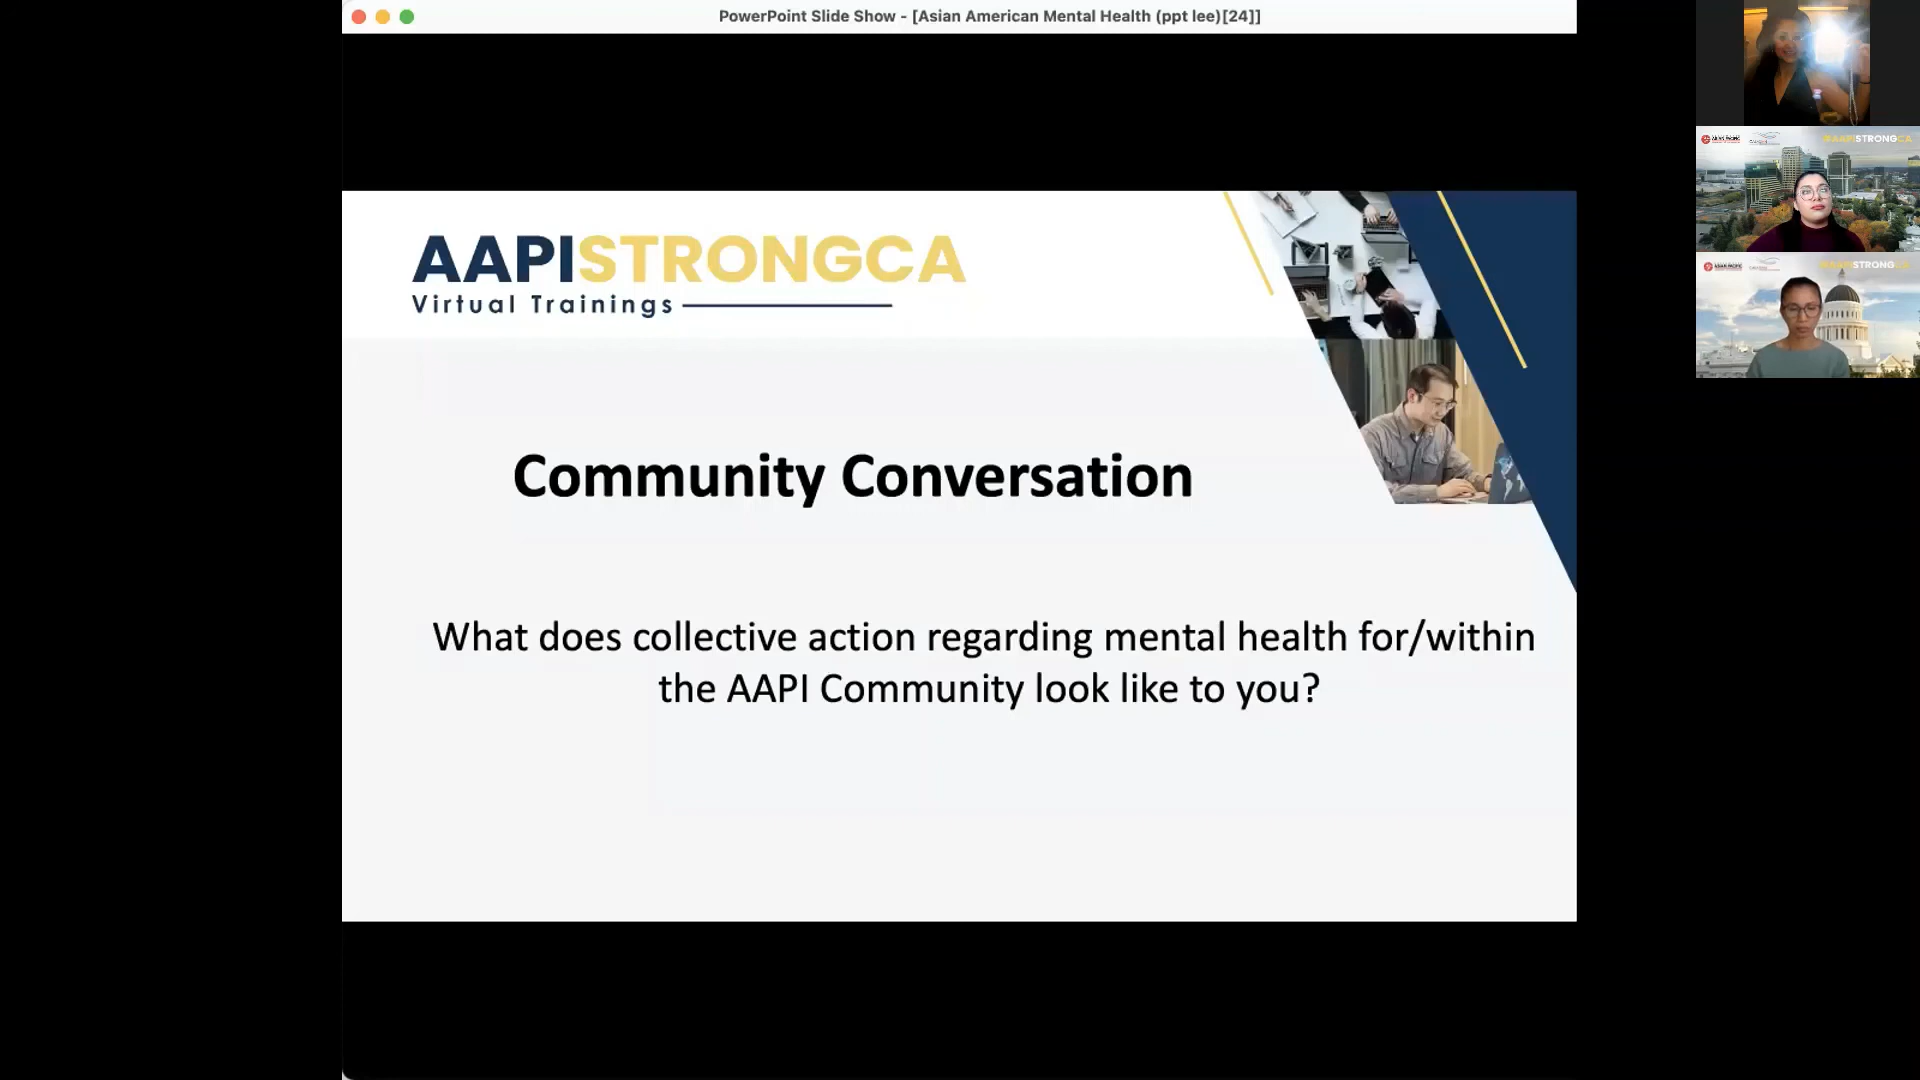 PowerPoint Slide Show - [Asian American Mental Health (ppt lee)[24]]
AAPISTRONGCA
Virtual Trainings
Community Conversation
What does collective action regarding mental health for/within
the AAPI Community look like to you?
#AAPISTRONGCA